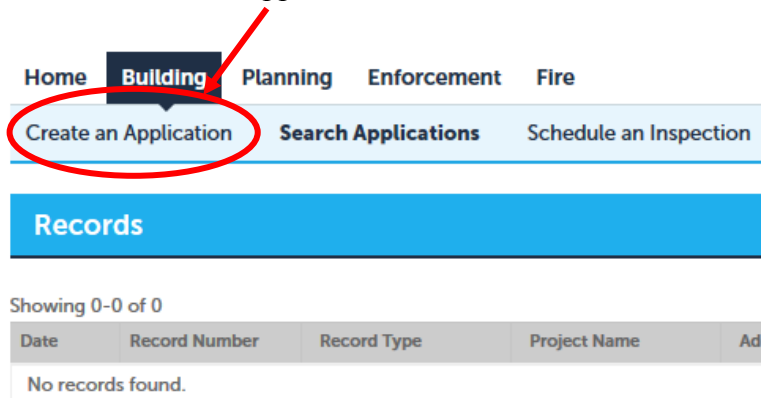 Home Building Planning Enforcement Fire
Create an Application Search Applications Schedule an Inspection
Records
Showing 0-0 of 0
Date Record Number Record Type Project Name Ad
No records found.